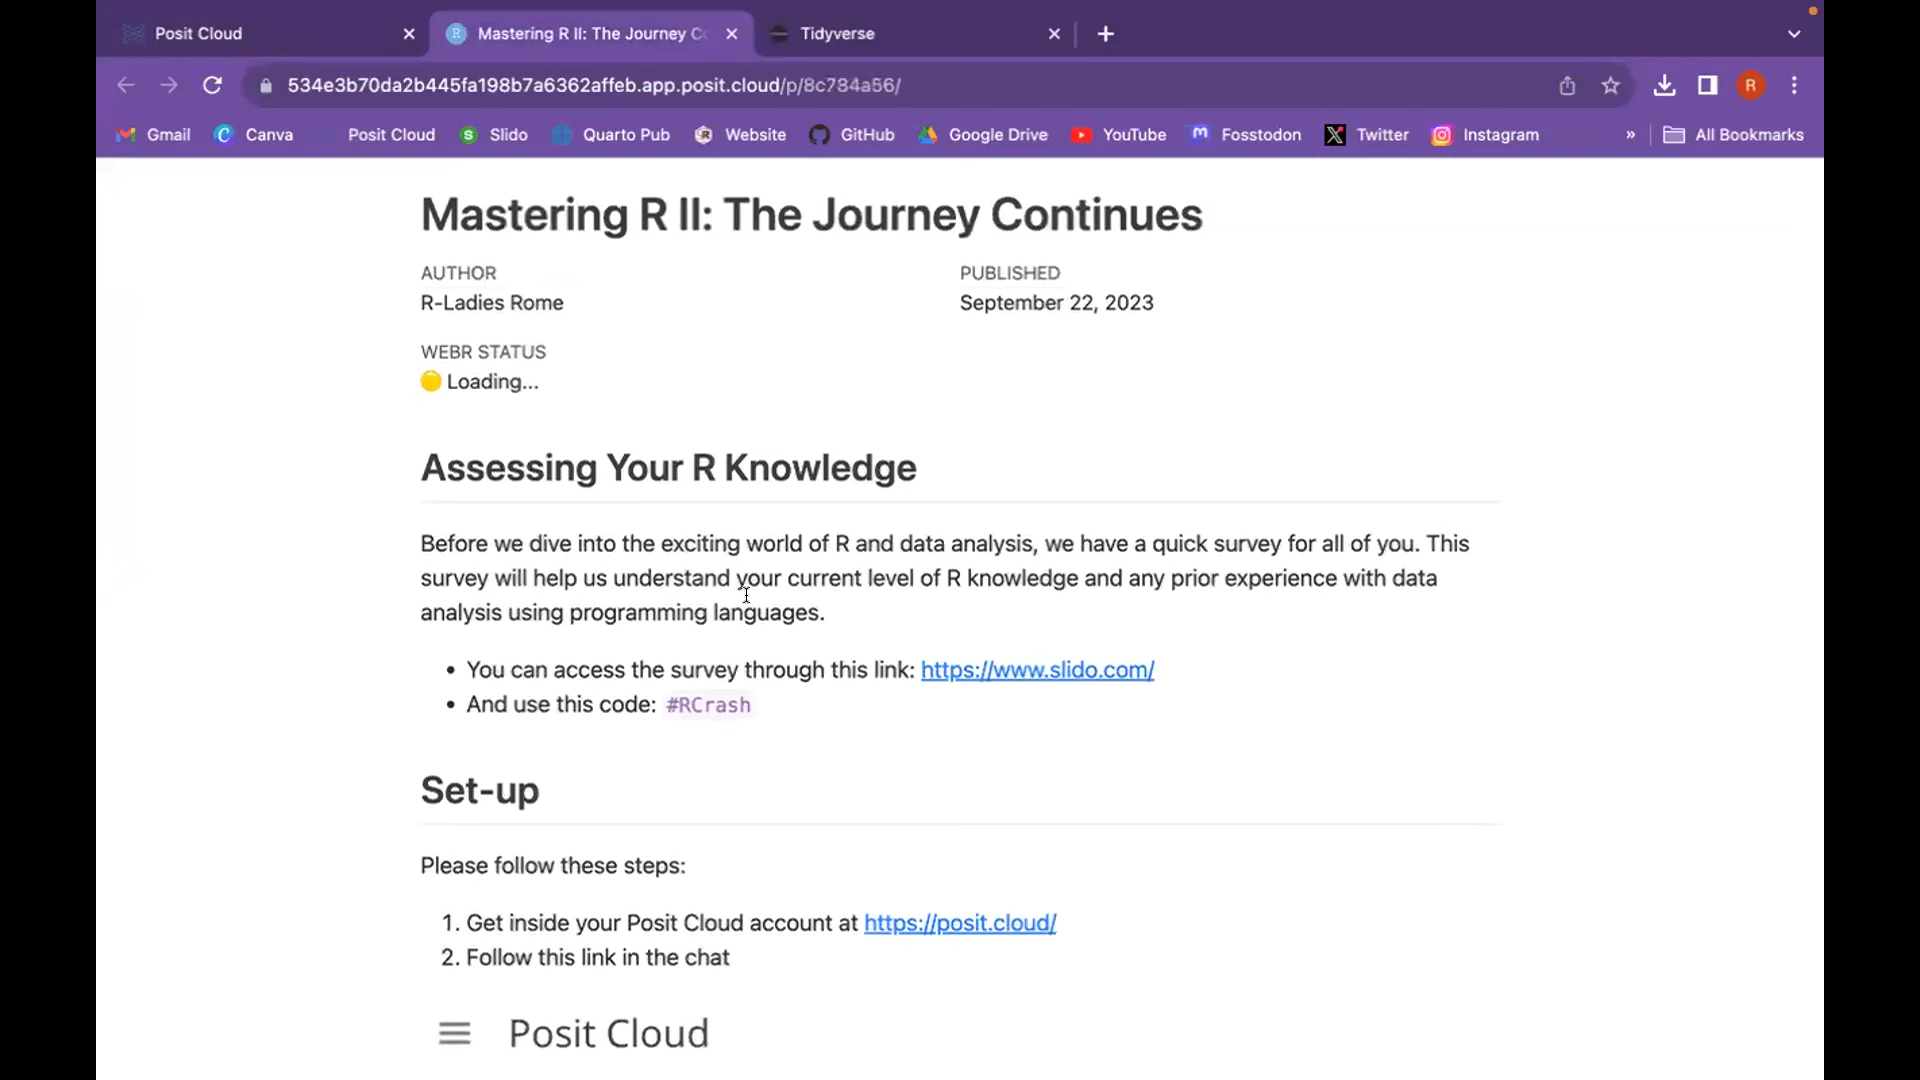 Posit Cloud
Mastering R II: The Journey Co
Tidyverse
534e3b70da2b445fa198b7a6362affeb.app.posit.cloud/p/8c784a56/
R
Gmail Canva Posit Cloud Slido Quarto Pub Website GitHub Google Drive YouTube Fosstodon Twitter Instagram » All Bookmarks
Mastering R II: The Journey Continues
AUTHOR PUBLISHED
R-Ladies Rome September 22, 2023
WEBR STATUS
🟡 Loading...
Assessing Your R Knowledge
Before we dive into the exciting world of R and data analysis, we have a quick survey for all of you. This
survey will help us understand your current level of R knowledge and any prior experience with data
analysis using programming languages.
• You can access the survey through this link: https://www.slido.com/
• And use this code: #RCrash
Set-up
Please follow these steps:
1. Get inside your Posit Cloud account at https://posit.cloud/
2. Follow this link in the chat
Posit Cloud